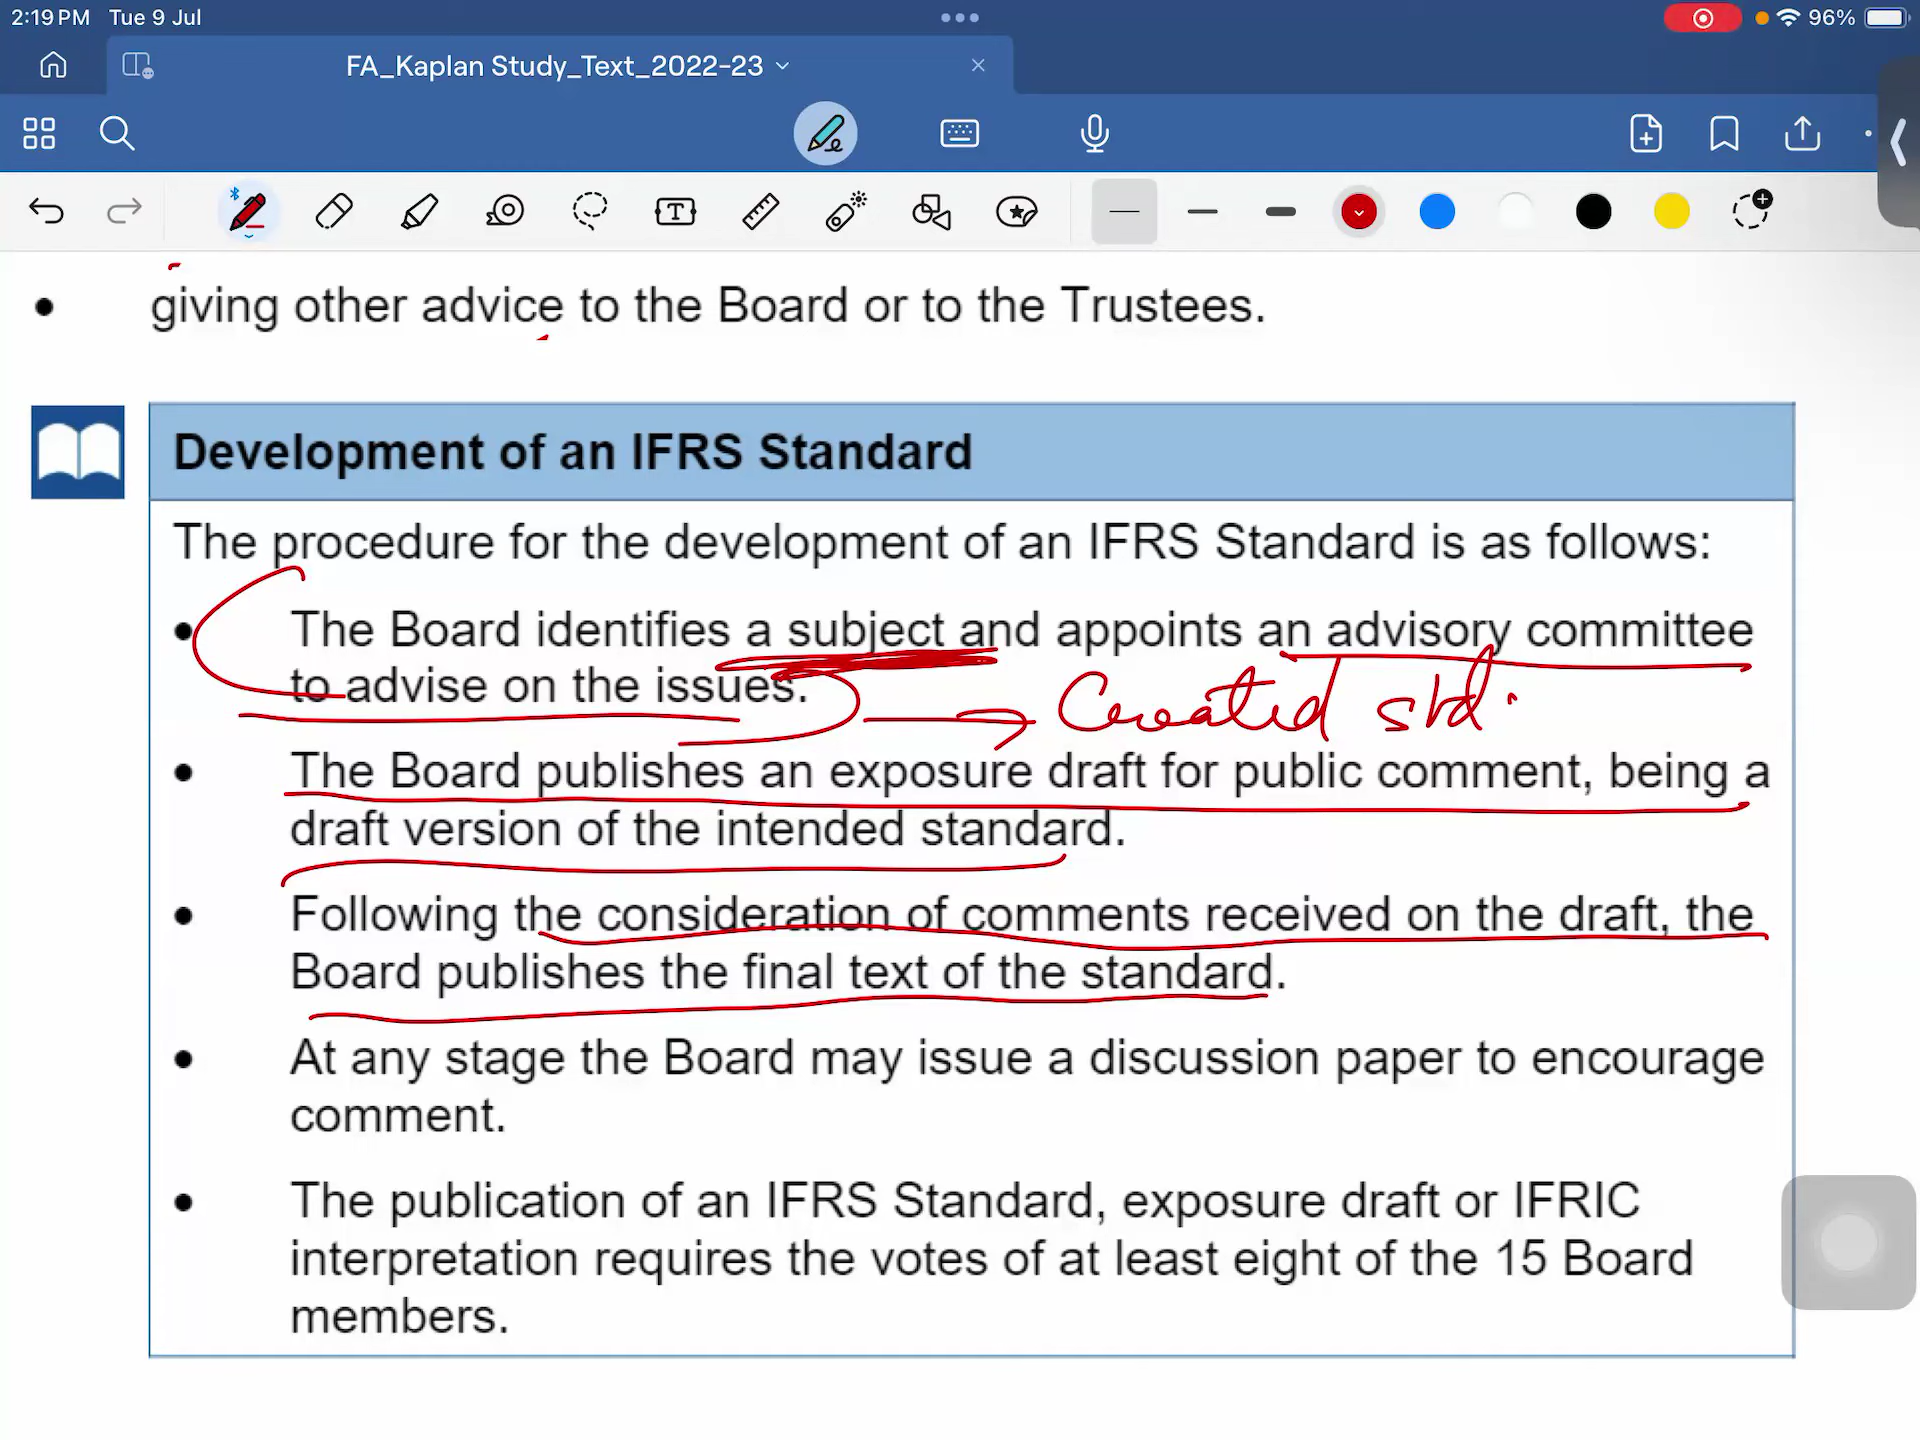 2:19 PM Tue 9 Jul
96%
FA_Kaplan Study_Text_2022-23
• giving other advice to the Board or to the Trustees.
Development of an IFRS Standard
The procedure for the development of an IFRS Standard is as follows:
• The Board identifies a subject and appoints an advisory committee
to advise on the issues.
Created std.
• The Board publishes an exposure draft for public comment, being a
draft version of the intended standard.
• Following the consideration of comments received on the draft, the
Board publishes the final text of the standard.
• At any stage the Board may issue a discussion paper to encourage
comment.
• The publication of an IFRS Standard, exposure draft or IFRIC
interpretation requires the votes of at least eight of the 15 Board
members.